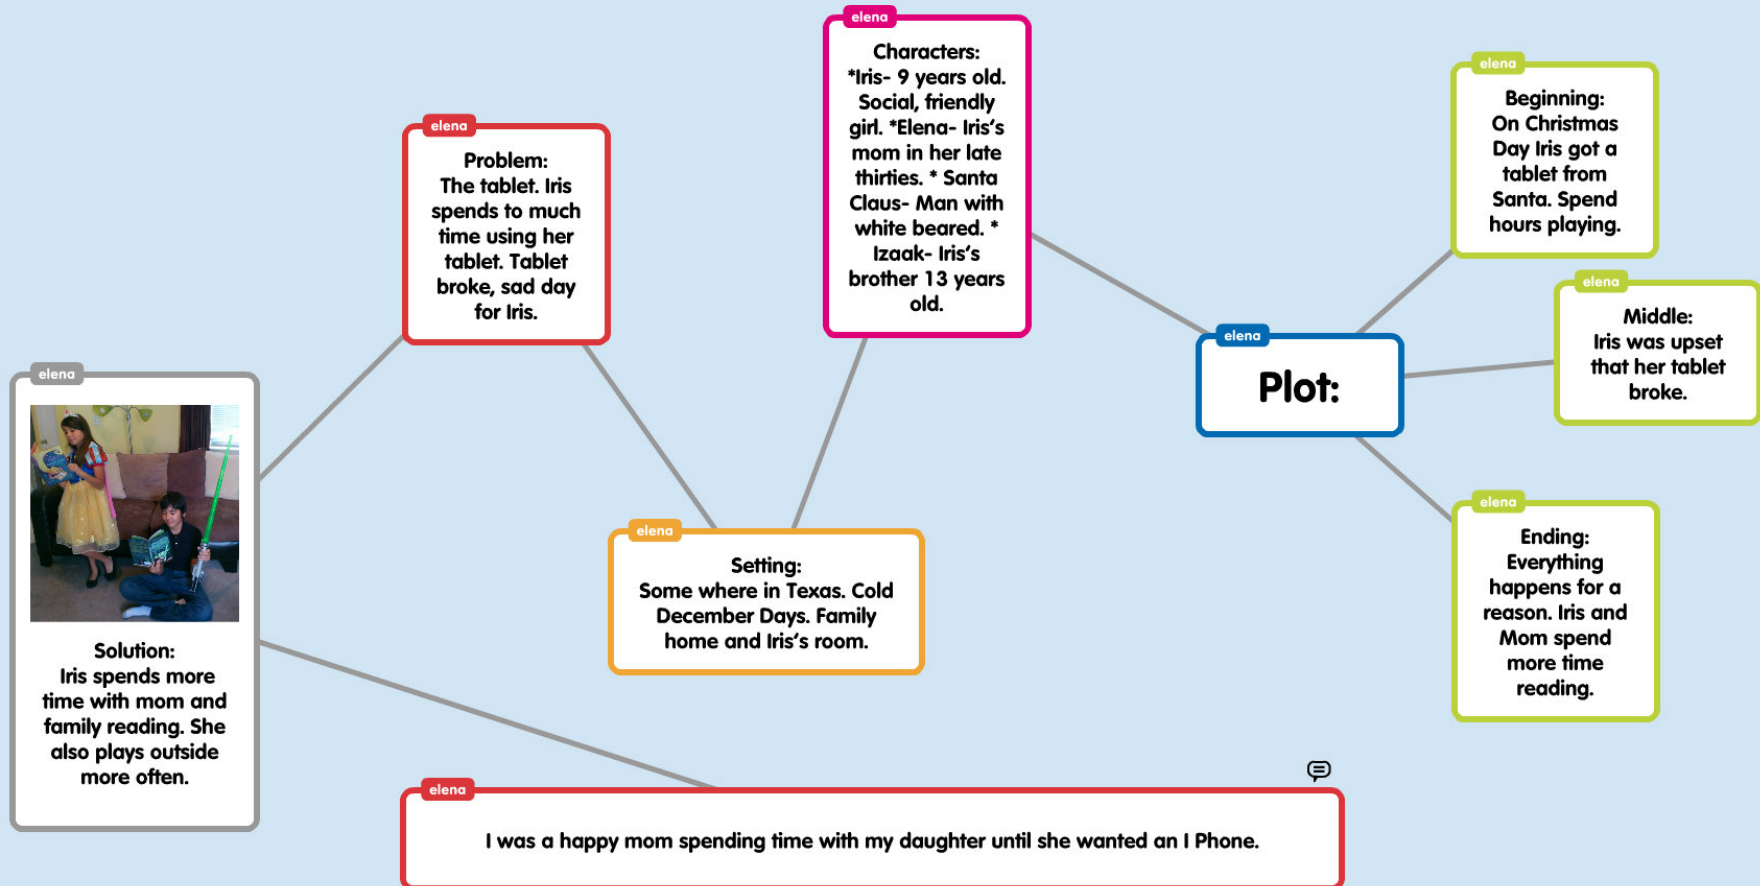 elena
Characters:
*Iris- 9 years old.
Social, friendly
girl. *Elena- Iris's
mom in her late
thirties. * Santa
Claus- Man with
white beared. *
Izaak- Iris's
brother 13 years
old.
elena
Beginning:
On Christmas
Day Iris got a
tablet from
Santa. Spend
hours playing.
elena
Problem:
The tablet. Iris
spends to much
time using her
tablet. Tablet
broke, sad day
for Iris.
elena
Middle:
Iris was upset
that her tablet
broke.
elena
Plot:
elena
Solution:
Iris spends more
time with mom and
family reading. She
also plays outside
more often.
elena
Setting:
Some where in Texas. Cold
December Days. Family
home and Iris's room.
elena
Ending:
Everything
happens for a
reason. Iris and
Mom spend
more time
reading.
elena
I was a happy mom spending time with my daughter until she wanted an I Phone.